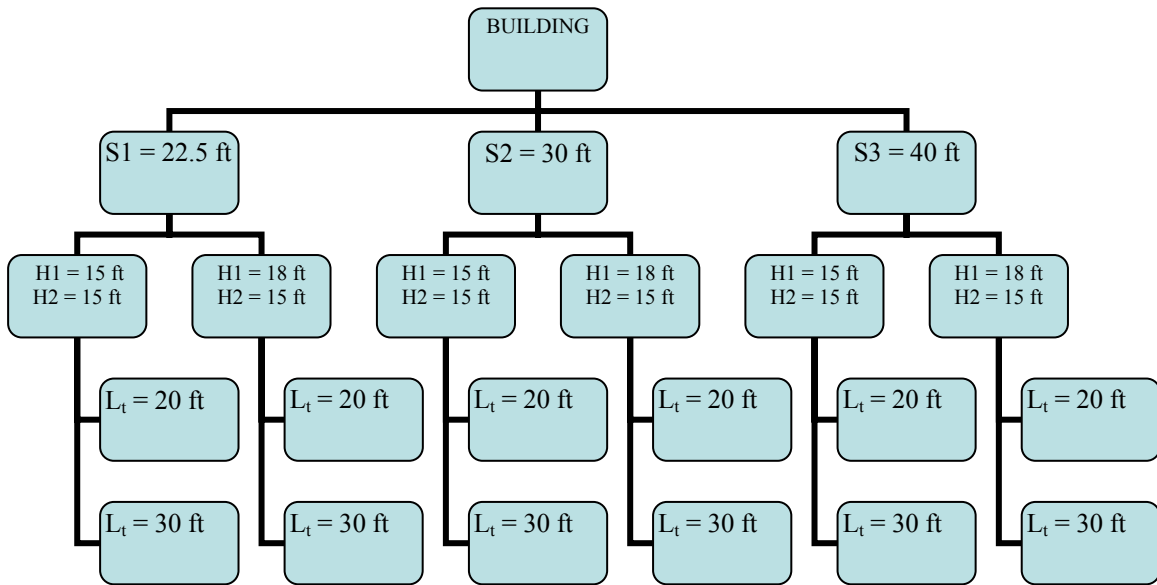 BUILDING
S1 = 22.5 ft
S2 = 30 ft
S3 = 40 ft
H1 = 15 ft
H2 = 15 ft
H1 = 18 ft
H2 = 15 ft
H1 = 15 ft
H2 = 15 ft
H1 = 18 ft
H2 = 15 ft
H1 = 15 ft
H2 = 15 ft
H1 = 18 ft
H2 = 15 ft
Lt = 20 ft
Lt = 20 ft
Lt = 20 ft
Lt = 20 ft
Lt = 20 ft
Lt = 20 ft
Lt = 30 ft
Lt = 30 ft
Lt = 30 ft
Lt = 30 ft
Lt = 30 ft
Lt = 30 ft